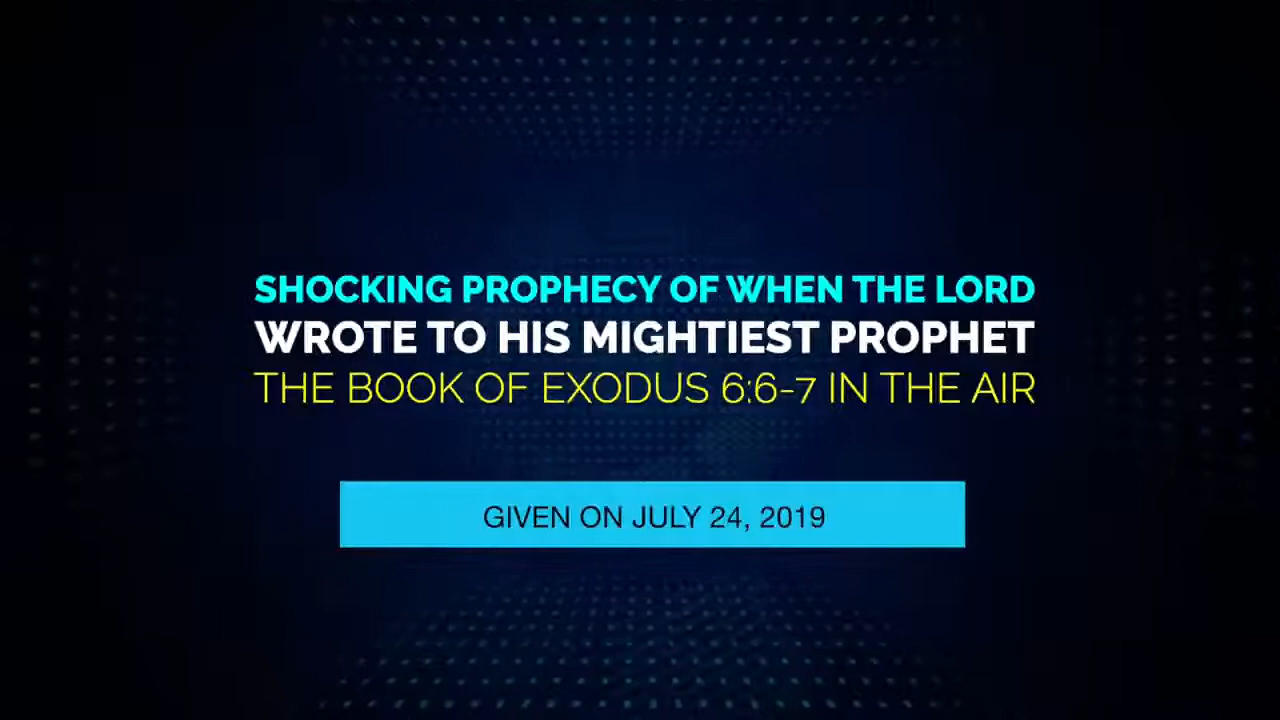 SHOCKING PROPHECY OF WHEN THE LORD
WROTE TO HIS MIGHTIEST PROPHET
THE BOOK OF EXODUS 6:6-7 IN THE AIR
GIVEN ON JULY 24, 2019